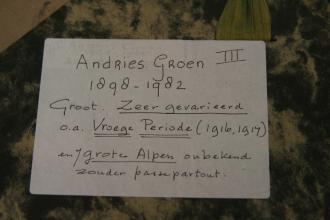 Andries Groen III
1898-1982
Groot. Zeer gevarieerd
o.a. Vroege Periode (1916, 1917)
en 7 grote Alpen onbekend
zonder passepartout.